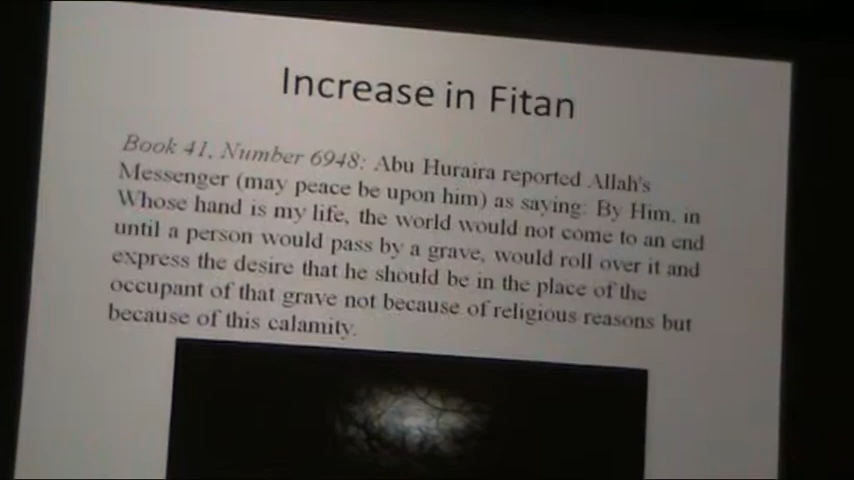 Increase in Fitan
Book 41, Number 6948: Abu Huraira reported Allah's
Messenger (may peace be upon him) as saying: By Him, in
Whose hand is my life, the world would not come to an end
until a person would pass by a grave, would roll over it and
express the desire that he should be in the place of the
occupant of that grave not because of religious reasons but
because of this calamity.